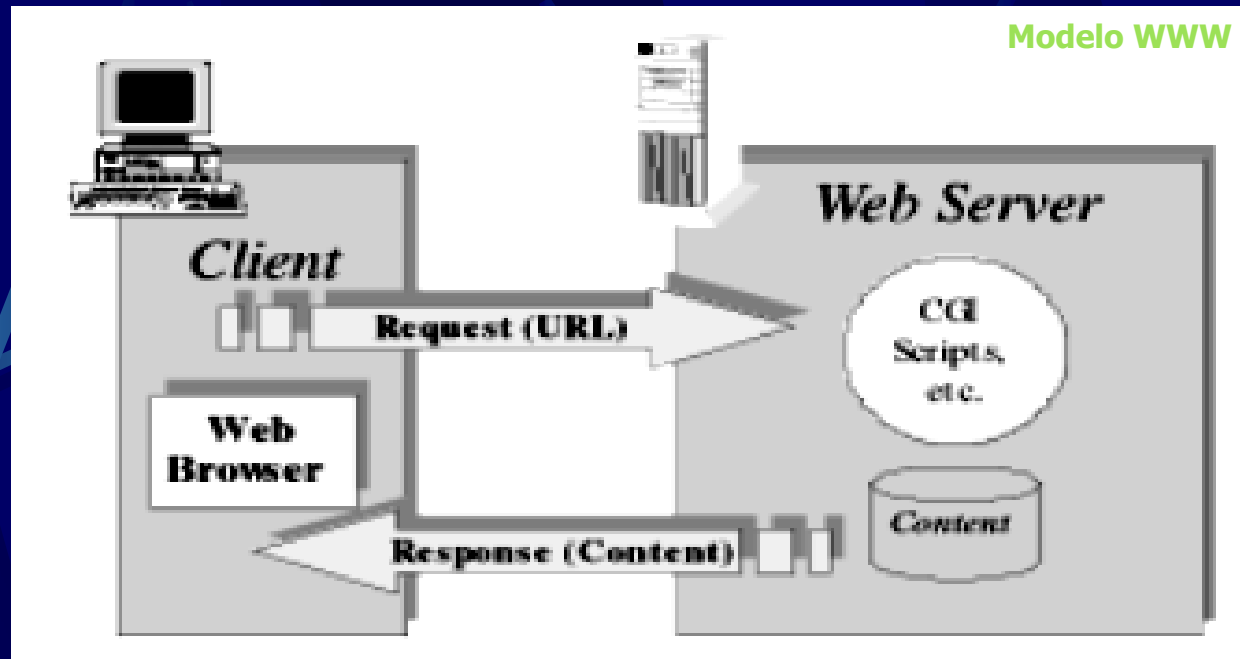 Modelo WWW
Client
Web Server
Request (URL)
CGI
Scripts,
etc.
Web
Browser
Content
Response (Content)